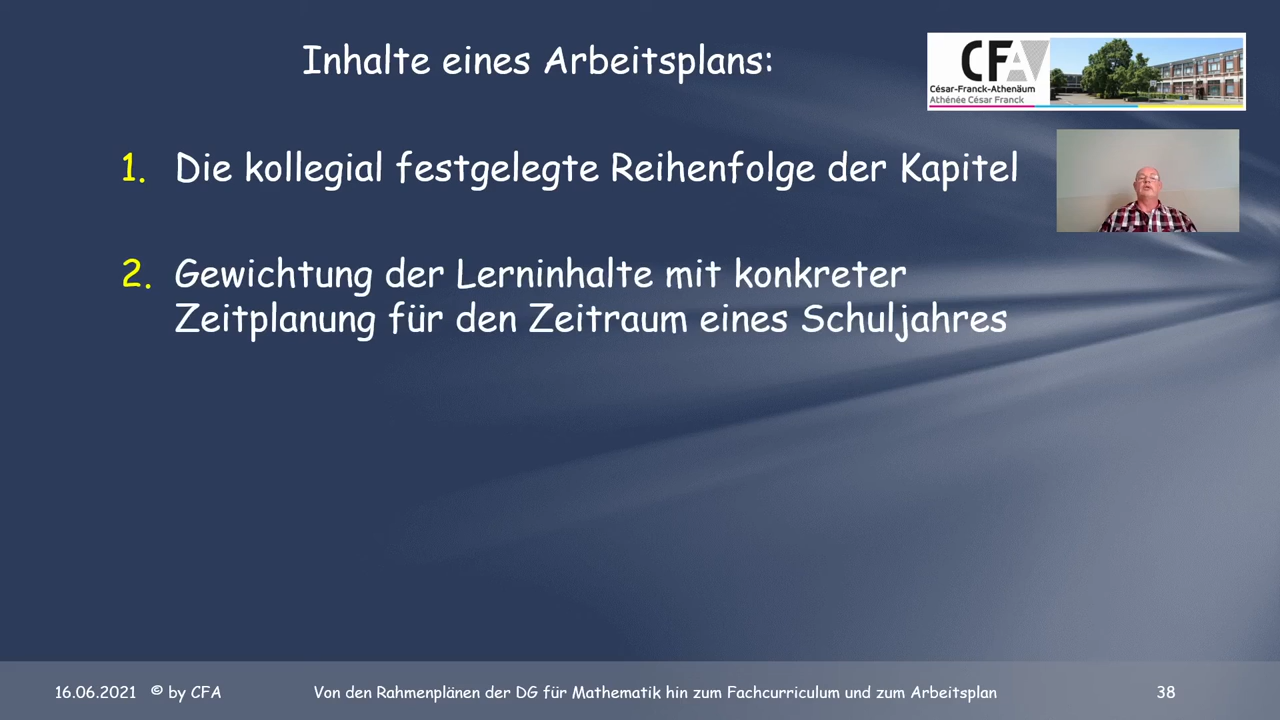 Inhalte eines Arbeitsplans:
CFA
César-Franck-Athenäum
Athénée César Franck
1. Die kollegial festgelegte Reihenfolge der Kapitel
2. Gewichtung der Lerninhalte mit konkreter
Zeitplanung für den Zeitraum eines Schuljahres
16.06.2021 © by CFA Von den Rahmenplänen der DG für Mathematik hin zum Fachcurriculum und zum Arbeitsplan 38